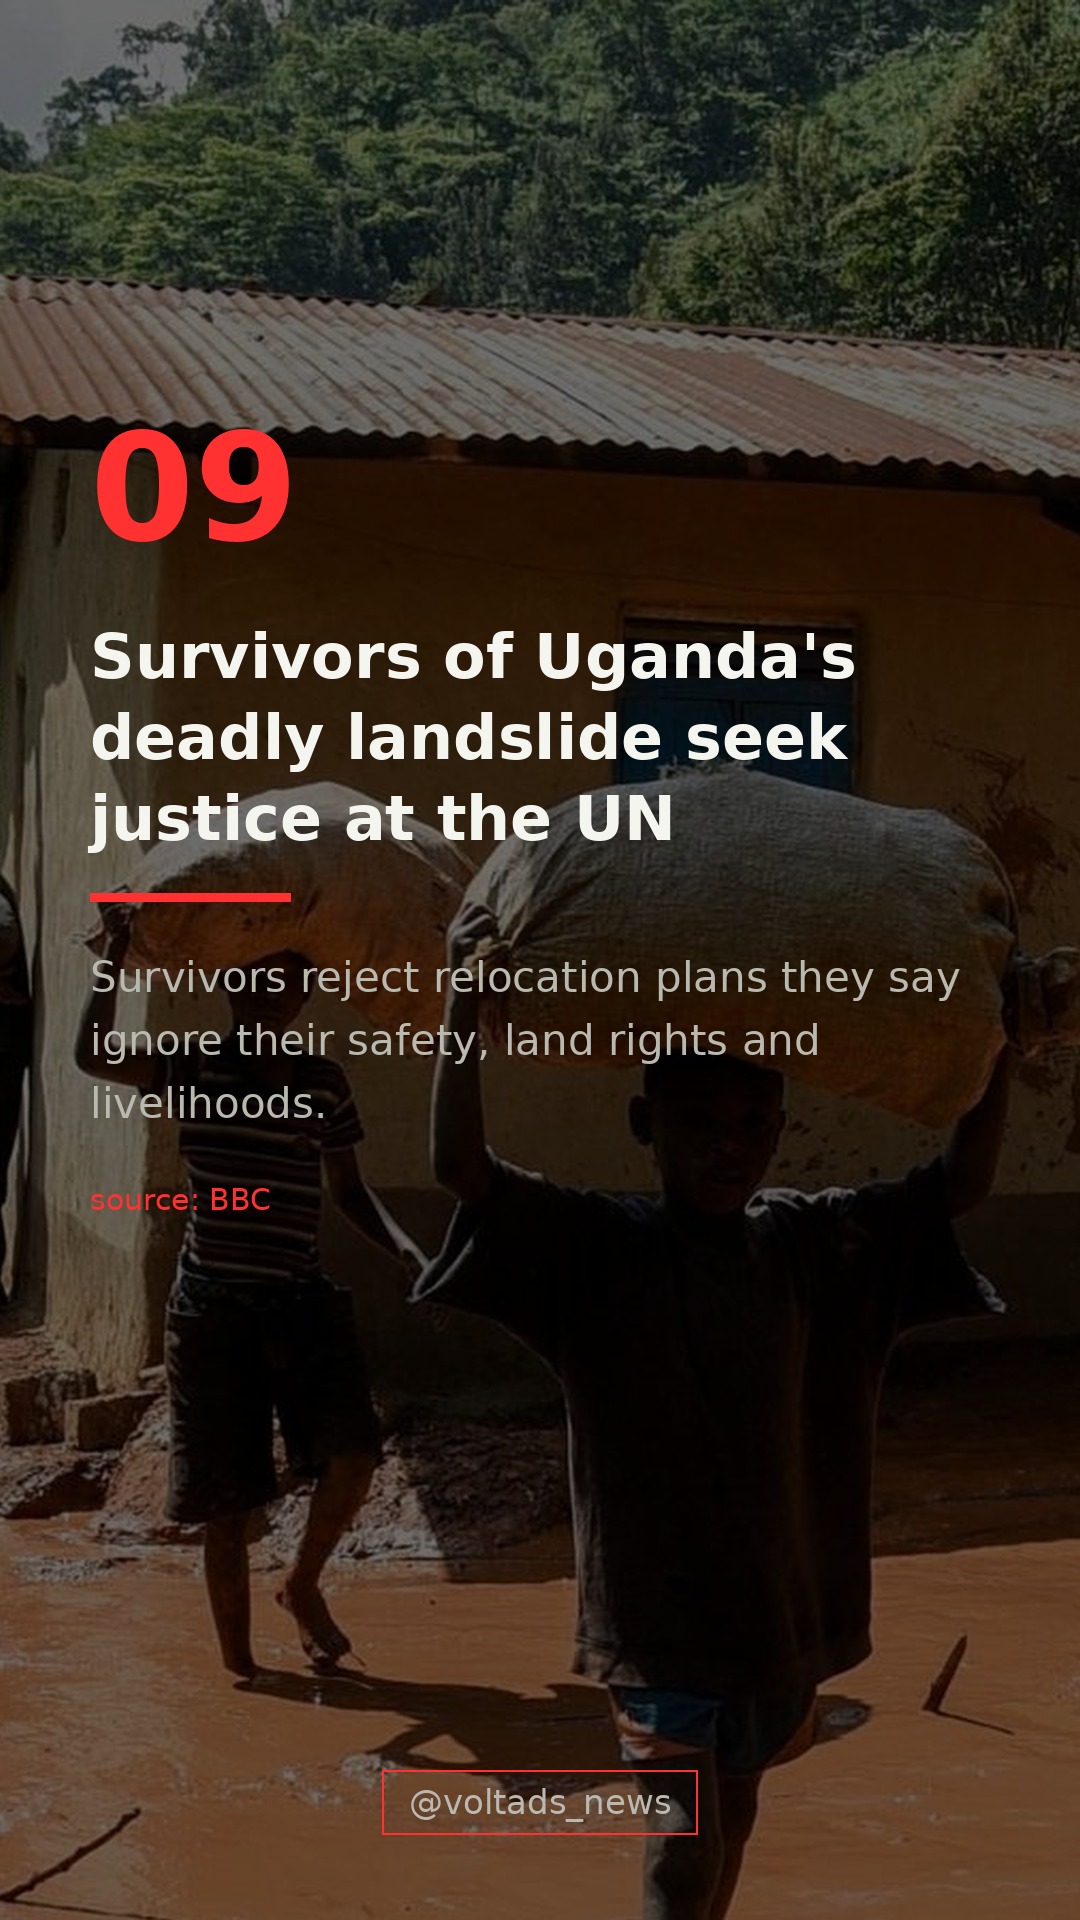 09
Survivors of Uganda's
deadly landslide seek
justice at the UN
Survivors reject relocation plans they say
ignore their safety, land rights and
livelihoods.
source: BBC
@voltads_news